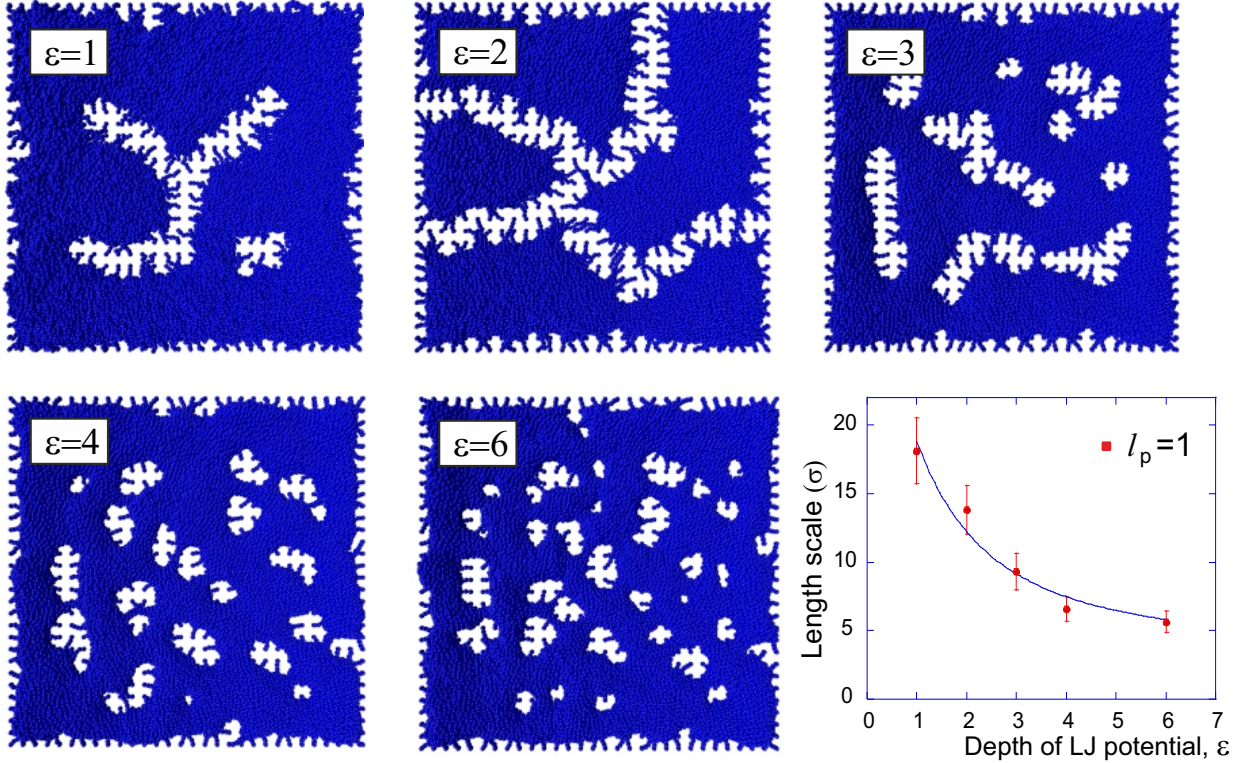 ε=1
ε=2
ε=3
ε=4
ε=6
20
15
10
5
0
Length scale (σ)
l_p=1
0 1 2 3 4 5 6 7
Depth of LJ potential, ε